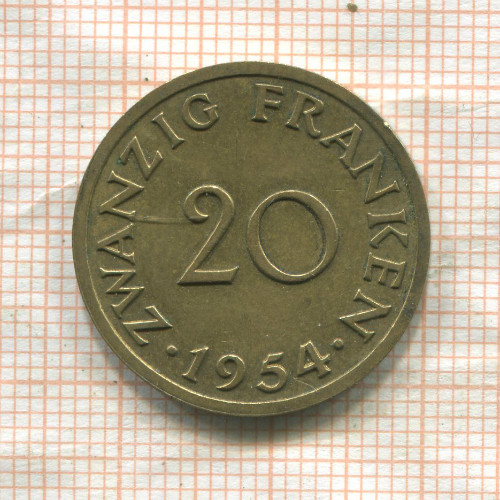 ZWANZIG FRANKEN
20
· 1954 ·